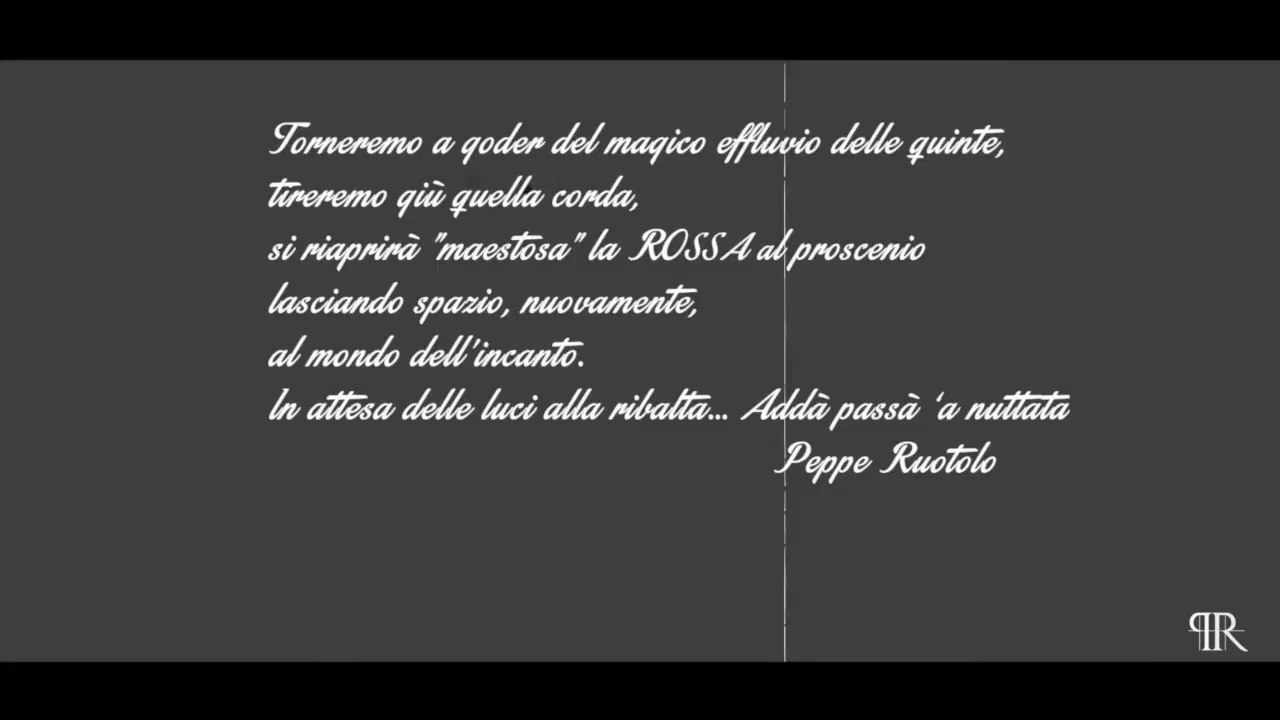 Torneremo a goder del magico effluvio delle quinte,
tireremo giù quella corda,
si riaprirà "maestosa" la ROSSA al proscenio
lasciando spazio, nuovamente,
al mondo dell'incanto.
In attesa delle luci alla ribalta... Addà passà ‘a nuttata
Peppe Ruotolo
PR